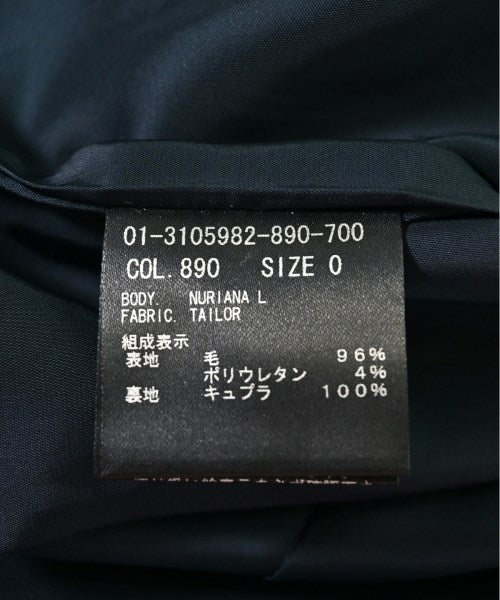 01-3105982-890-700
COL. 890 SIZE 0
BODY. NURIANA L
FABRIC. TAILOR
組成表示
表地 毛 96%
ポリウレタン 4%
裏地 キュプラ 100%